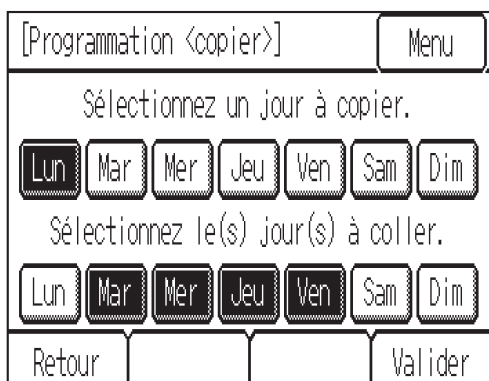 [Programmation <copier>] Menu
Sélectionnez un jour à copier.
Lun Mar Mer Jeu Ven Sam Dim
Sélectionnez le(s) jour(s) à coller.
Lun Mar Mer Jeu Ven Sam Dim
Retour Valider